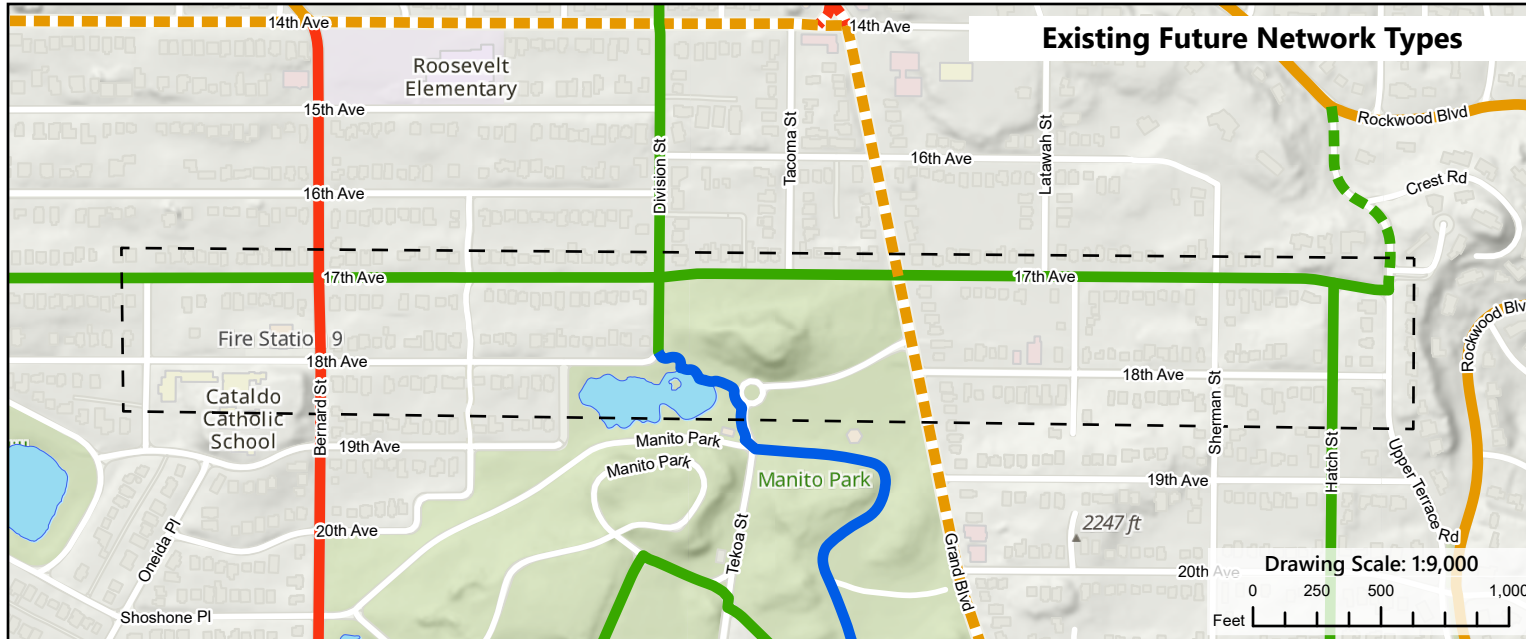 14th Ave
14th Ave
Existing Future Network Types
Roosevelt
Elementary
15th Ave
Rockwood Blvd
Division St
Tacoma St
Latawah St
16th Ave
16th Ave
Crest Rd
17th Ave
17th Ave
Fire Station 9
18th Ave
Rockwood Blv
18th Ave
Cataldo
Catholic
School
Bernard St
Sherman St
Hatch St
19th Ave
Manito Park
Manito Park
Manito Park
19th Ave
Upper Terrace Rd
Oneida Pl
20th Ave
Tekoa St
2247 ft
Grand Blvd
20th Ave
Shoshone Pl
Drawing Scale: 1:9,000
0 250 500 1,000
Feet